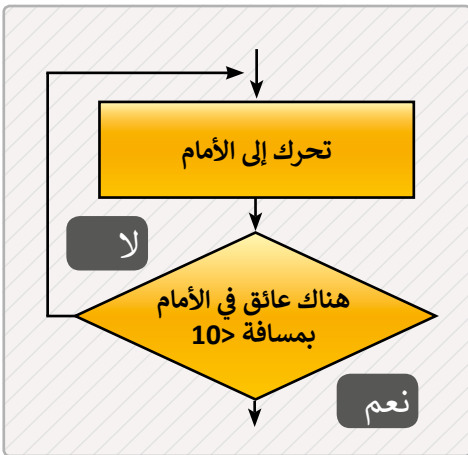 تحرك إلى الأمام
لا
هناك عائق في الأمام
بمسافة <10
نعم